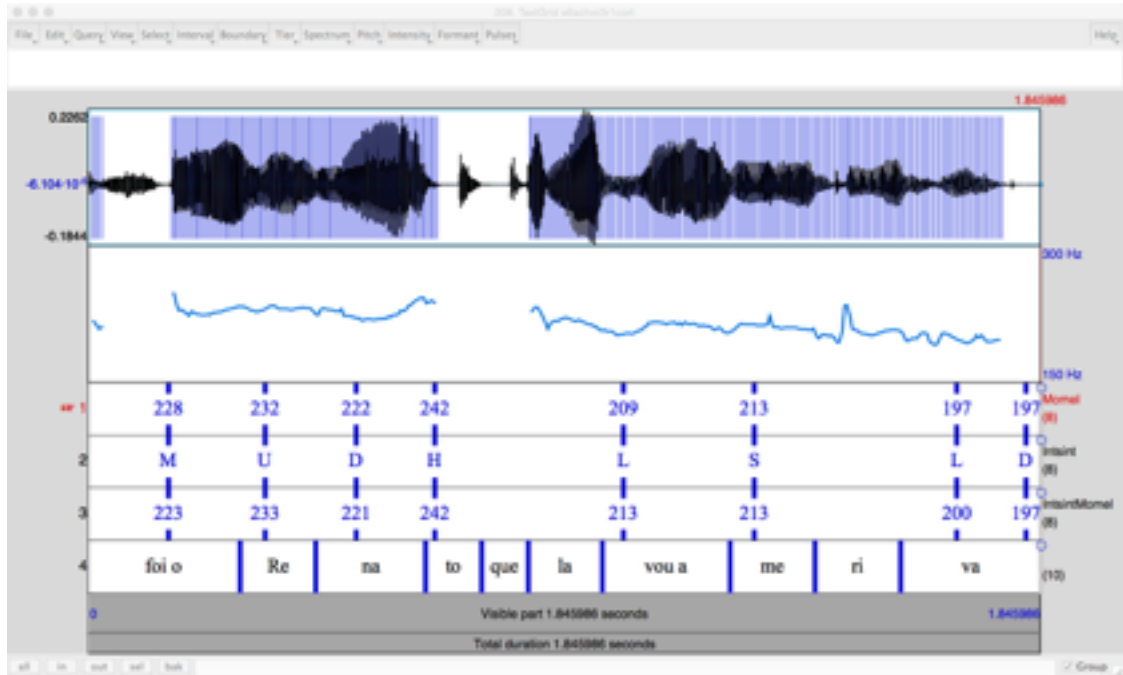 File Edit Query View Select Interval Boundary Tier Spectrum Pitch Intensity Formant Pulses Help
1.845986
0.2262
-0.1844
300 Hz
150 Hz
1 228 232 222 242 209 213 197 197 Momel (8)
2 M U D H L S L D Intsint (8)
3 223 233 221 242 213 213 200 197 IntsintMomel (8)
4 foi o Re na to que la vou a me ri va (10)
0 Visible part 1.845986 seconds 1.845986
Total duration 1.845986 seconds
all in out sel bak Group